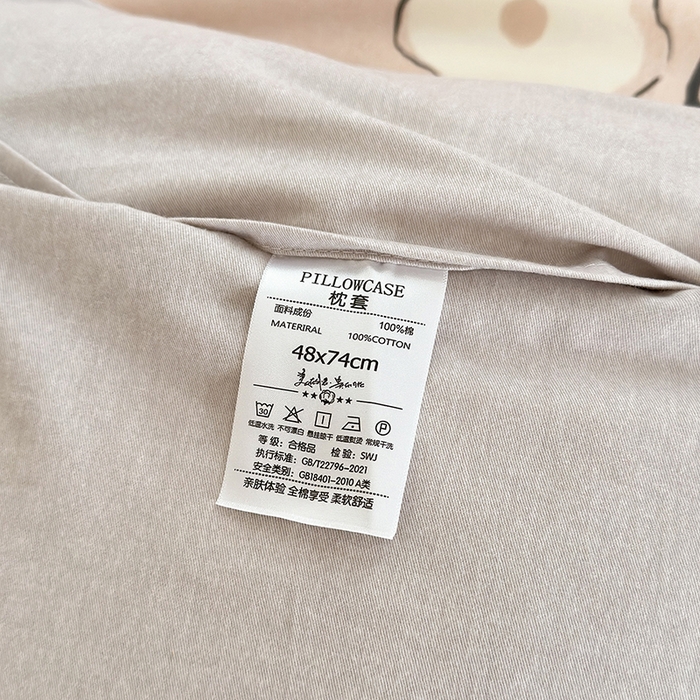 PILLOWCASE
枕套
面料成份 100%棉
MATERIRAL 100%COTTON
48x74cm
30 P
低温水洗 不可漂白 悬挂晾干 低温熨烫 常规干洗
等 级：合格品 检 验：SWJ
执行标准：GB/T22796-2021
安全类别：GB18401-2010 A类
亲肤体验 全棉享受 柔软舒适